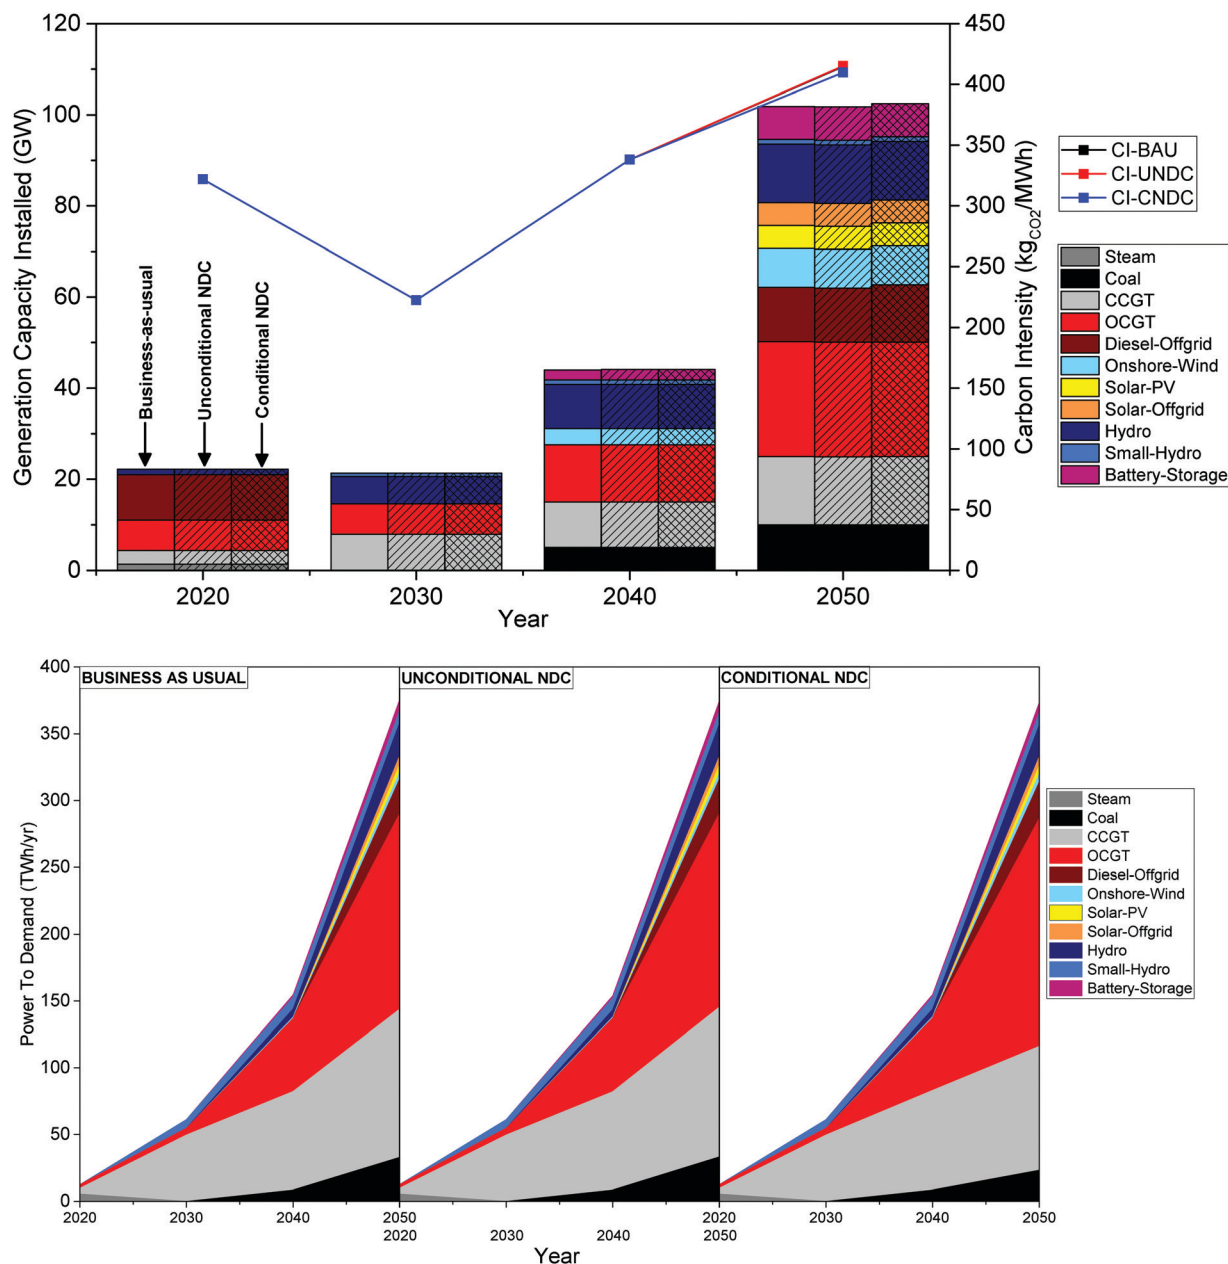 Generation Capacity Installed (GW)
120
100
80
60
40
20
0
Business-as-usual
Unconditional NDC
Conditional NDC
2020
2030
2040
2050
Year
450
400
350
300
250
200
150
100
50
0
Carbon Intensity (kgCO2/MWh)
CI-BAU
CI-UNDC
CI-CNDC
Steam
Coal
CCGT
OCGT
Diesel-Offgrid
Onshore-Wind
Solar-PV
Solar-Offgrid
Hydro
Small-Hydro
Battery-Storage
Power To Demand (TWh/yr)
400
350
300
250
200
150
100
50
0
BUSINESS AS USUAL
UNCONDITIONAL NDC
CONDITIONAL NDC
2020 2030 2040 2050
2020 2030 2040 2050
2020 2030 2040 2050
Year
Steam
Coal
CCGT
OCGT
Diesel-Offgrid
Onshore-Wind
Solar-PV
Solar-Offgrid
Hydro
Small-Hydro
Battery-Storage